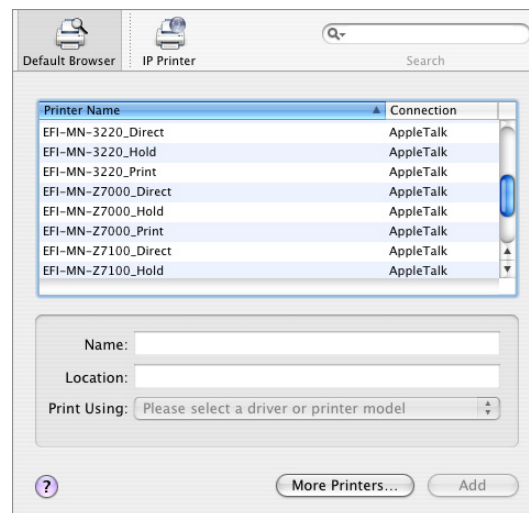 Default Browser IP Printer Search
Printer Name Connection
EFI-MN-3220_Direct AppleTalk
EFI-MN-3220_Hold AppleTalk
EFI-MN-3220_Print AppleTalk
EFI-MN-Z7000_Direct AppleTalk
EFI-MN-Z7000_Hold AppleTalk
EFI-MN-Z7000_Print AppleTalk
EFI-MN-Z7100_Direct AppleTalk
EFI-MN-Z7100_Hold AppleTalk
Name:
Location:
Print Using: Please select a driver or printer model
? More Printers... Add